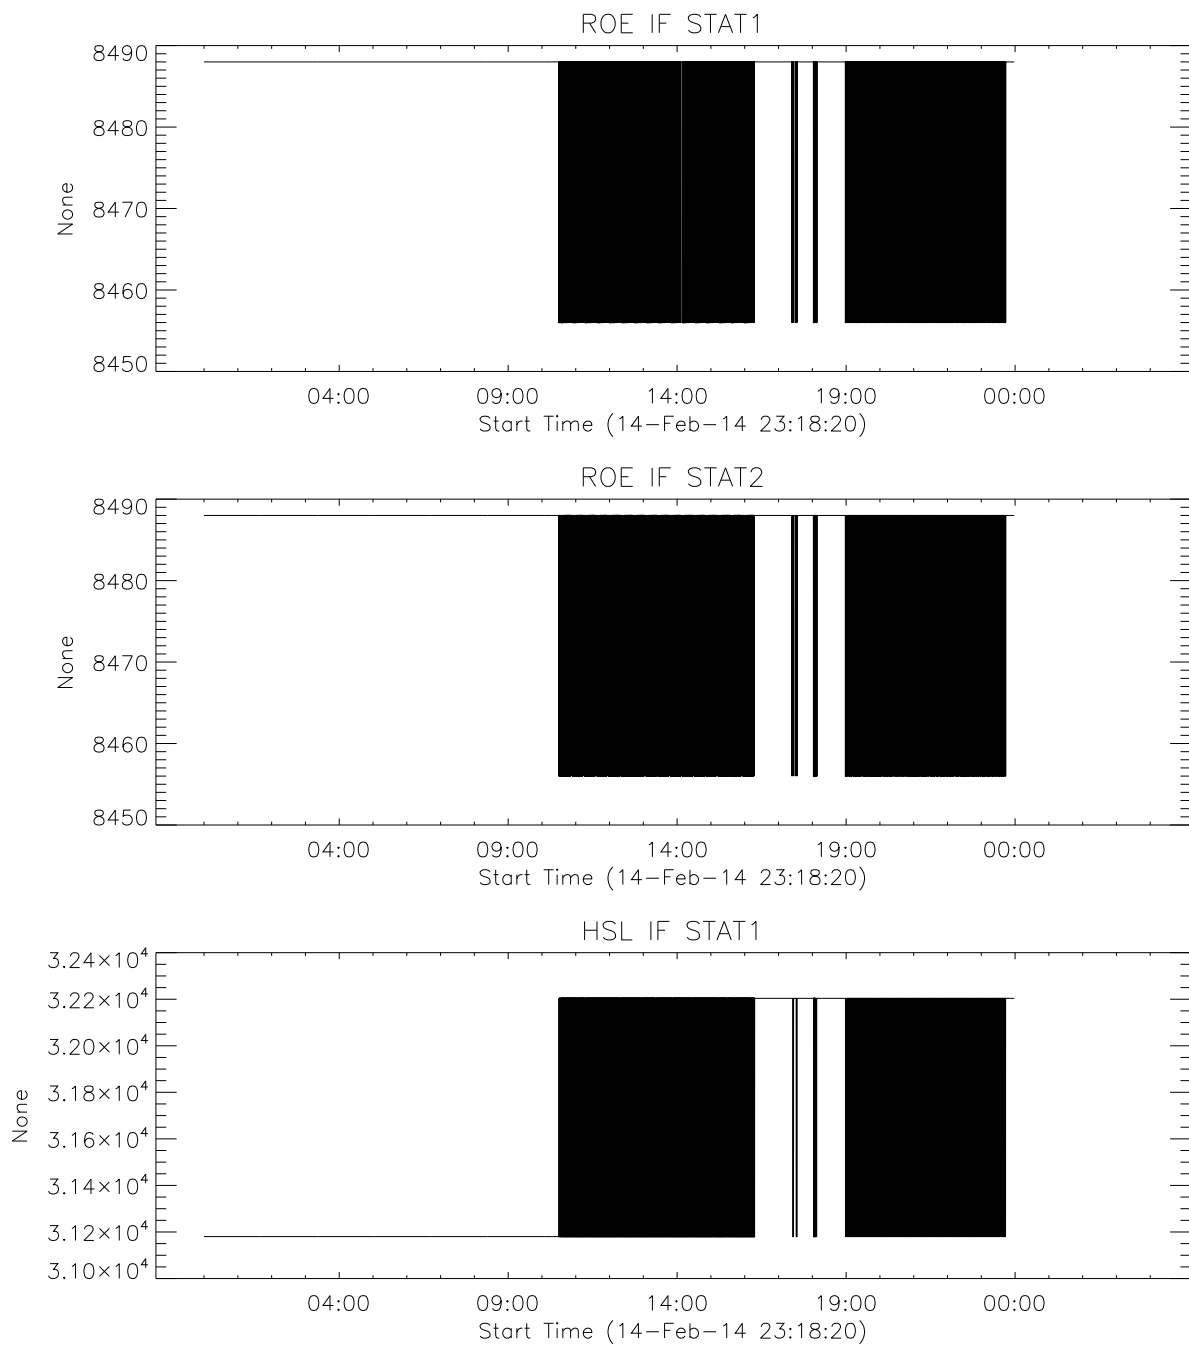 ROE IF STAT1
8490
8480
8470
8460
8450
None
04:00 09:00 14:00 19:00 00:00
Start Time (14-Feb-14 23:18:20)
ROE IF STAT2
8490
8480
8470
8460
8450
None
04:00 09:00 14:00 19:00 00:00
Start Time (14-Feb-14 23:18:20)
HSL IF STAT1
3.24×10⁴
3.22×10⁴
3.20×10⁴
3.18×10⁴
3.16×10⁴
3.14×10⁴
3.12×10⁴
3.10×10⁴
None
04:00 09:00 14:00 19:00 00:00
Start Time (14-Feb-14 23:18:20)